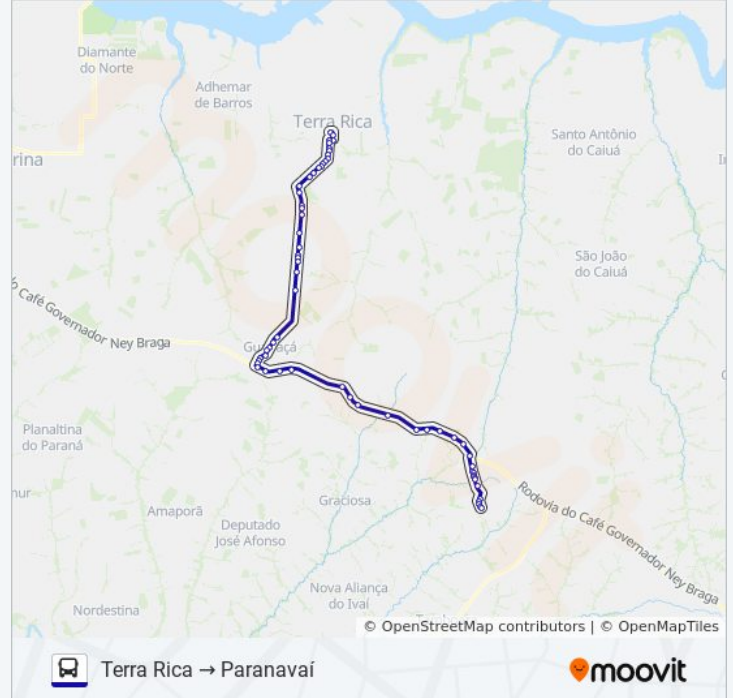 Diamante
do Norte
Adhemar
de Barros
Terra Rica
Santo Antônio
do Caiuá
rina
São João
do Caiuá
o Café Governador Ney Braga
Planaltina
do Paraná
Graciosa
Amaporã
Deputado
José Afonso
Rodovia do Café Governador Ney Braga
Nova Aliança
do Ivaí
Nordestina
© OpenStreetMap contributors | © OpenMapTiles
Terra Rica → Paranavaí
moovit